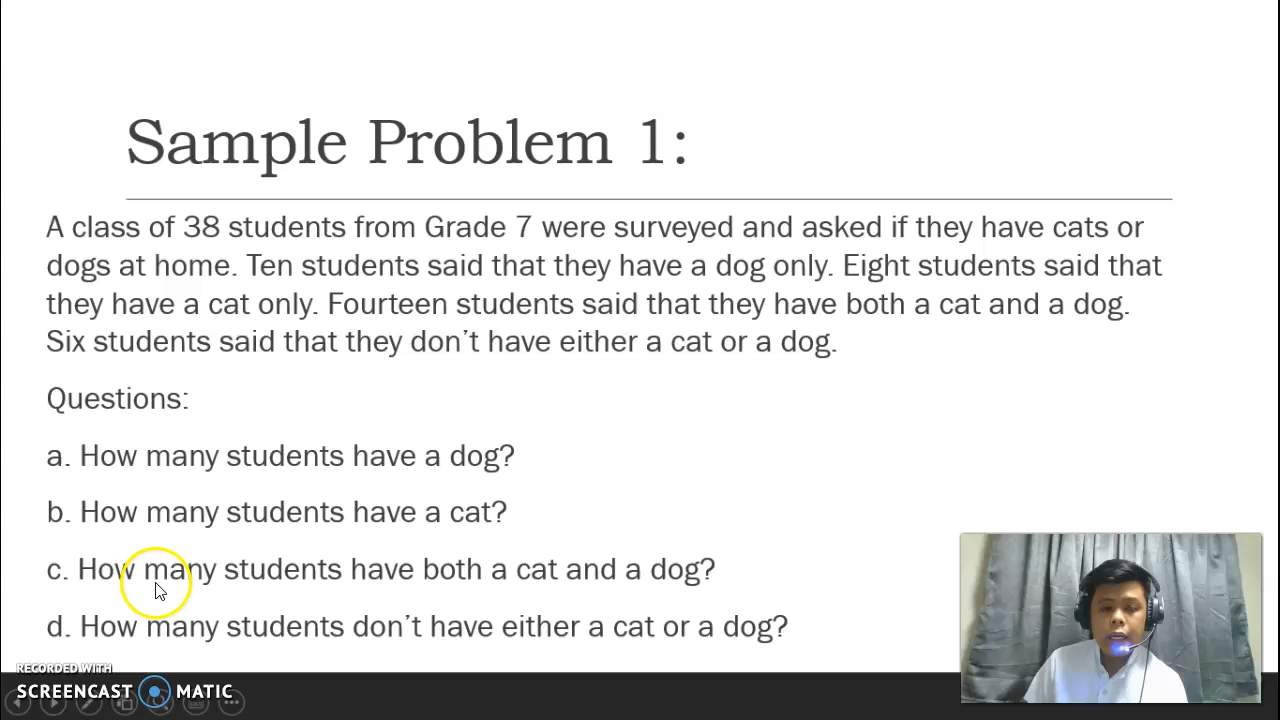 Sample Problem 1:
A class of 38 students from Grade 7 were surveyed and asked if they have cats or
dogs at home. Ten students said that they have a dog only. Eight students said that
they have a cat only. Fourteen students said that they have both a cat and a dog.
Six students said that they don’t have either a cat or a dog.
Questions:
a. How many students have a dog?
b. How many students have a cat?
c. How many students have both a cat and a dog?
d. How many students don’t have either a cat or a dog?
RECORDED WITH
SCREENCAST MATIC